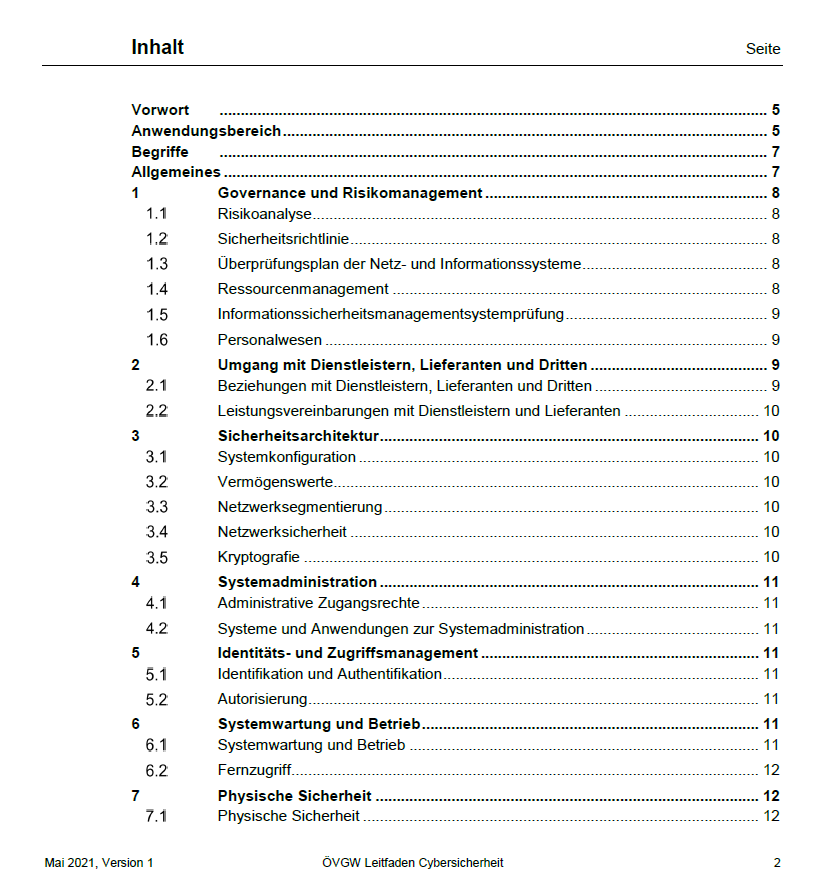 Inhalt Seite
Vorwort ........................................ 5
Anwendungsbereich ........................................ 5
Begriffe ........................................ 7
Allgemeines ........................................ 7
1 Governance und Risikomanagement ........................................ 8
1.1 Risikoanalyse ........................................ 8
1.2 Sicherheitsrichtlinie ........................................ 8
1.3 Überprüfungsplan der Netz- und Informationssysteme ........................................ 8
1.4 Ressourcenmanagement ........................................ 8
1.5 Informationssicherheitsmanagementsystemprüfung ........................................ 9
1.6 Personalwesen ........................................ 9
2 Umgang mit Dienstleistern, Lieferanten und Dritten ........................................ 9
2.1 Beziehungen mit Dienstleistern, Lieferanten und Dritten ........................................ 9
2.2 Leistungsvereinbarungen mit Dienstleistern und Lieferanten ........................................ 10
3 Sicherheitsarchitektur ........................................ 10
3.1 Systemkonfiguration ........................................ 10
3.2 Vermögenswerte ........................................ 10
3.3 Netzwerksegmentierung ........................................ 10
3.4 Netzwerksicherheit ........................................ 10
3.5 Kryptografie ........................................ 10
4 Systemadministration ........................................ 11
4.1 Administrative Zugangsrechte ........................................ 11
4.2 Systeme und Anwendungen zur Systemadministration ........................................ 11
5 Identitäts- und Zugriffsmanagement ........................................ 11
5.1 Identifikation und Authentifikation ........................................ 11
5.2 Autorisierung ........................................ 11
6 Systemwartung und Betrieb ........................................ 11
6.1 Systemwartung und Betrieb ........................................ 11
6.2 Fernzugriff ........................................ 12
7 Physische Sicherheit ........................................ 12
7.1 Physische Sicherheit ........................................ 12
Mai 2021, Version 1 ÖVGW Leitfaden Cybersicherheit 2